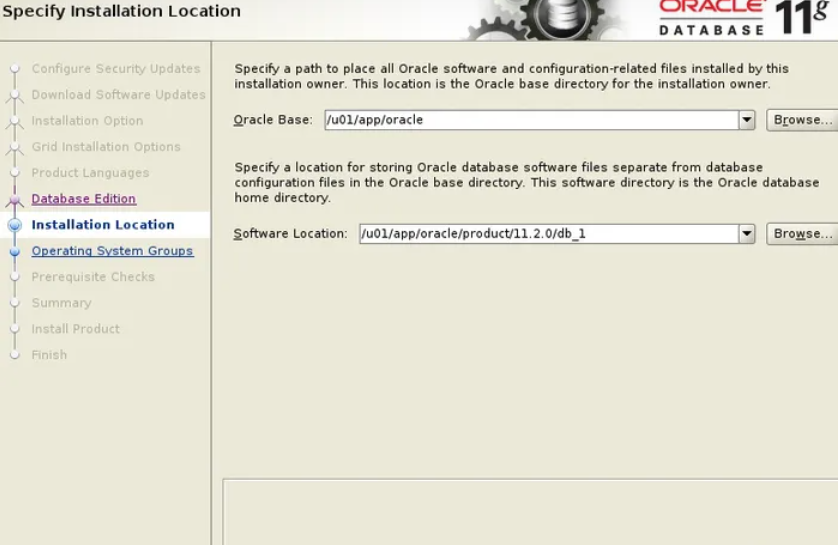 Specify Installation Location
ORACLE
DATABASE 11g
Configure Security Updates
Download Software Updates
Installation Option
Grid Installation Options
Product Languages
Database Edition
Installation Location
Operating System Groups
Prerequisite Checks
Summary
Install Product
Finish
Specify a path to place all Oracle software and configuration-related files installed by this
installation owner. This location is the Oracle base directory for the installation owner.
Oracle Base: /u01/app/oracle Browse...
Specify a location for storing Oracle database software files separate from database
configuration files in the Oracle base directory. This software directory is the Oracle database
home directory.
Software Location: /u01/app/oracle/product/11.2.0/db_1 Browse...